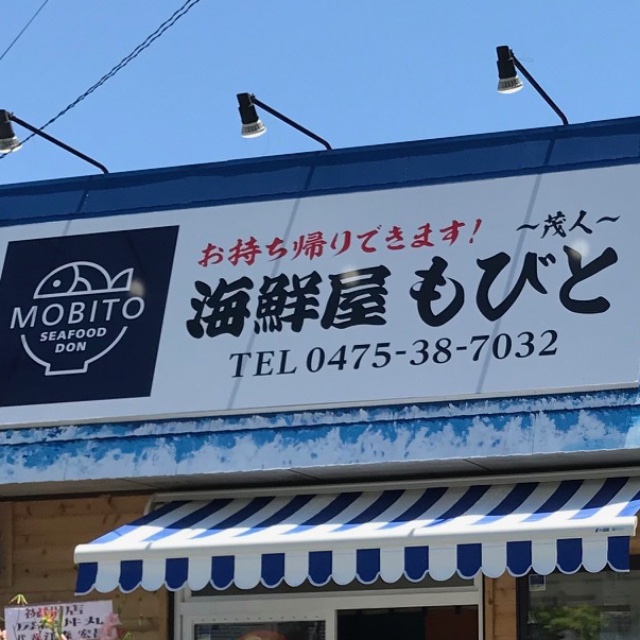 お持ち帰りできます!
～茂人～
海鮮屋もびと
TEL 0475-38-7032
MOBITO
SEAFOOD
DON